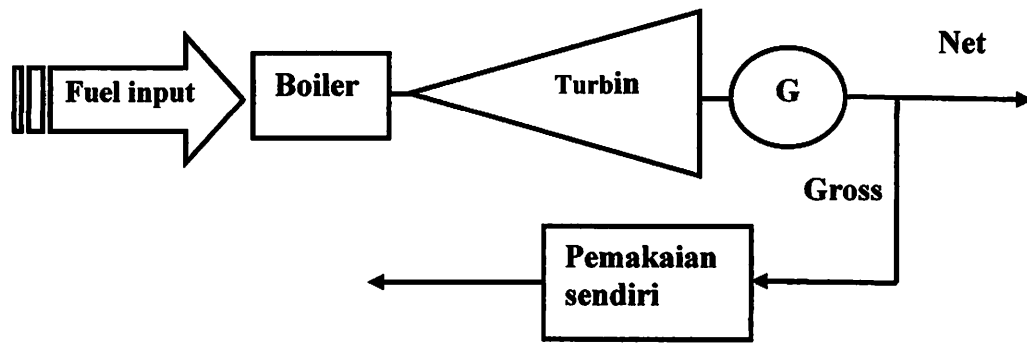 Net
Fuel input
Boiler
Turbin
G
Gross
Pemakaian
sendiri